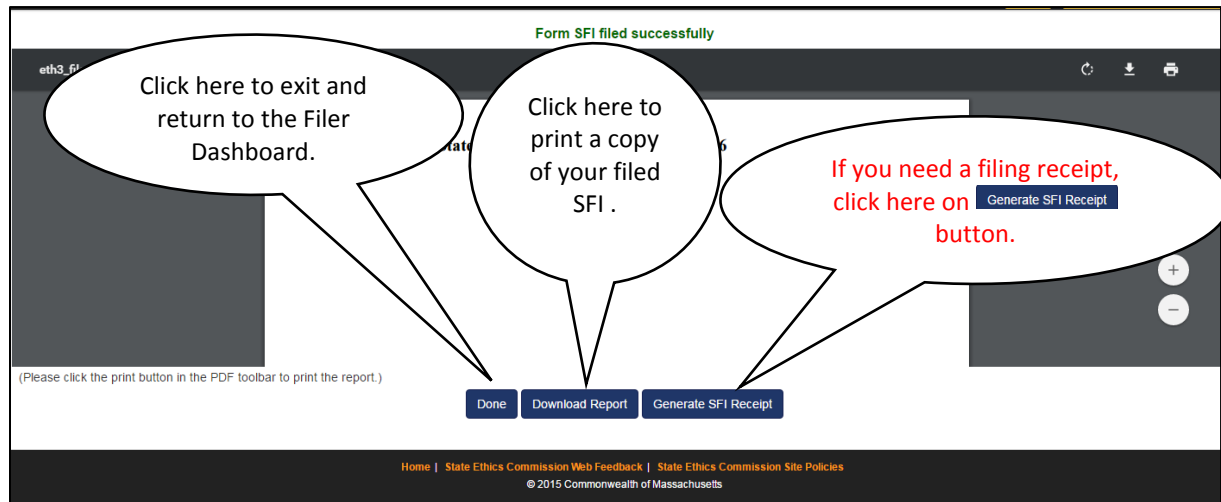 Form SFI filed successfully
Click here to exit and
return to the Filer
Dashboard.
Click here to
print a copy
of your filed
SFI .
If you need a filing receipt,
click here on Generate SFI Receipt
button.
(Please click the print button in the PDF toolbar to print the report.)
Done Download Report Generate SFI Receipt
Home | State Ethics Commission Web Feedback | State Ethics Commission Site Policies
© 2015 Commonwealth of Massachusetts